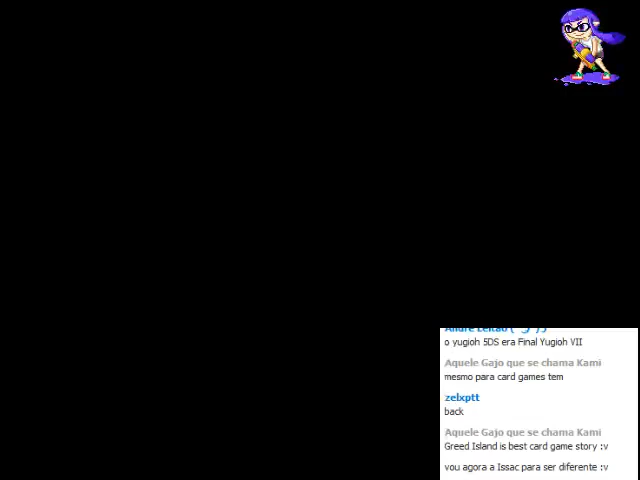 o yugioh 5DS era Final Yugioh VII
Aquele Gajo que se chama Kami
mesmo para card games tem
zelxptt
back
Aquele Gajo que se chama Kami
Greed Island is best card game story :v
vou agora a Issac para ser diferente :v